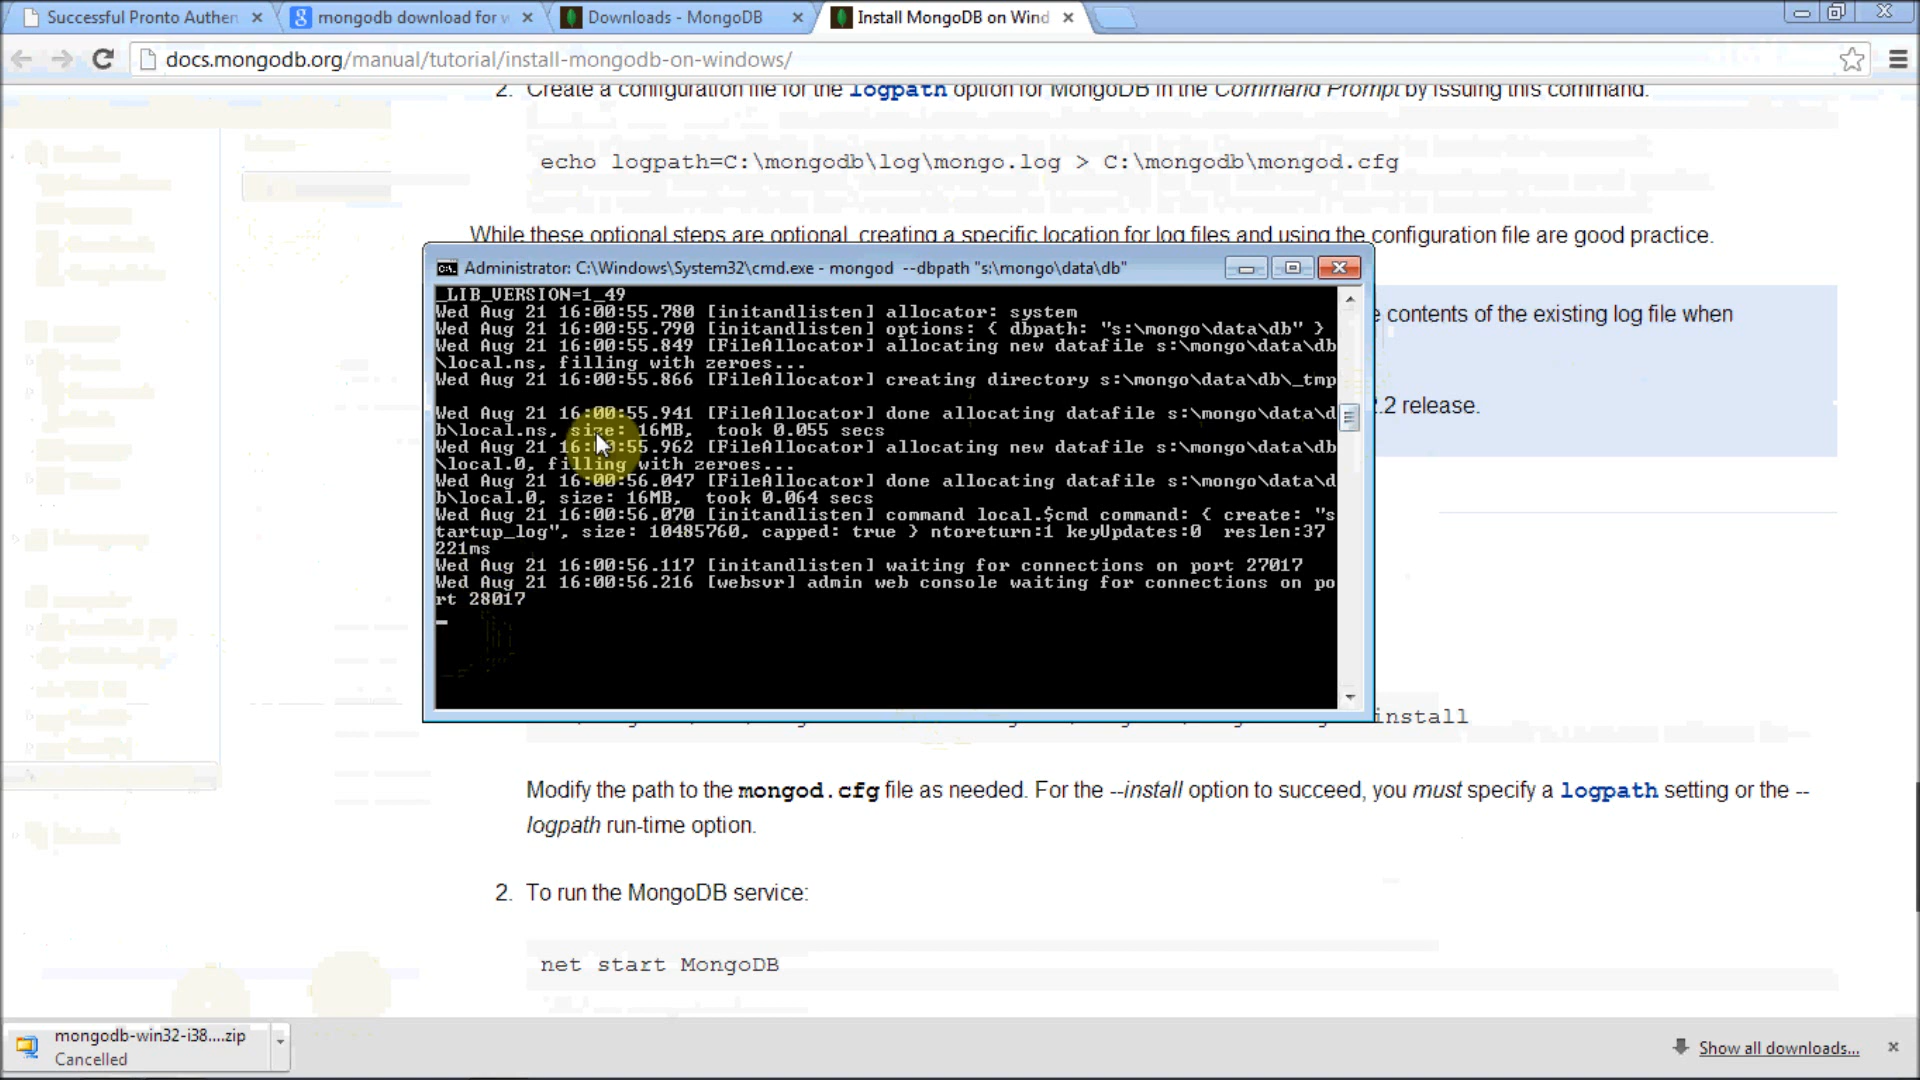 Successful Pronto Authen
mongodb download for w
Downloads - MongoDB
Install MongoDB on Wind
docs.mongodb.org/manual/tutorial/install-mongodb-on-windows/
2. Create a configuration file for the logpath option for MongoDB in the Command Prompt by issuing this command:
echo logpath=C:\mongodb\log\mongo.log > C:\mongodb\mongod.cfg
While these optional steps are optional, creating a specific location for log files and using the configuration file are good practice.
Administrator: C:\Windows\System32\cmd.exe - mongod --dbpath "s:\mongo\data\db"
_LIB_VERSION=1_49
Wed Aug 21 16:00:55.780 [initandlisten] allocator: system
Wed Aug 21 16:00:55.790 [initandlisten] options: { dbpath: "s:\mongo\data\db" }
Wed Aug 21 16:00:55.849 [FileAllocator] allocating new datafile s:\mongo\data\db
\local.ns, filling with zeroes...
Wed Aug 21 16:00:55.866 [FileAllocator] creating directory s:\mongo\data\db\_tmp
Wed Aug 21 16:00:55.941 [FileAllocator] done allocating datafile s:\mongo\data\d
b\local.ns, size: 16MB,  took 0.055 secs
Wed Aug 21 16:00:55.962 [FileAllocator] allocating new datafile s:\mongo\data\db
\local.0, filling with zeroes...
Wed Aug 21 16:00:56.047 [FileAllocator] done allocating datafile s:\mongo\data\d
b\local.0, size: 16MB,  took 0.064 secs
Wed Aug 21 16:00:56.070 [initandlisten] command local.$cmd command: { create: "s
tartup_log", size: 10485760, capped: true } ntoreturn:1 keyUpdates:0  reslen:37
221ms
Wed Aug 21 16:00:56.117 [initandlisten] waiting for connections on port 27017
Wed Aug 21 16:00:56.216 [websvr] admin web console waiting for connections on po
rt 28017
contents of the existing log file when
.2 release.
install
Modify the path to the mongod.cfg file as needed. For the --install option to succeed, you must specify a logpath setting or the --
logpath run-time option.
2. To run the MongoDB service:
net start MongoDB
mongodb-win32-i38....zip
Cancelled
Show all downloads...